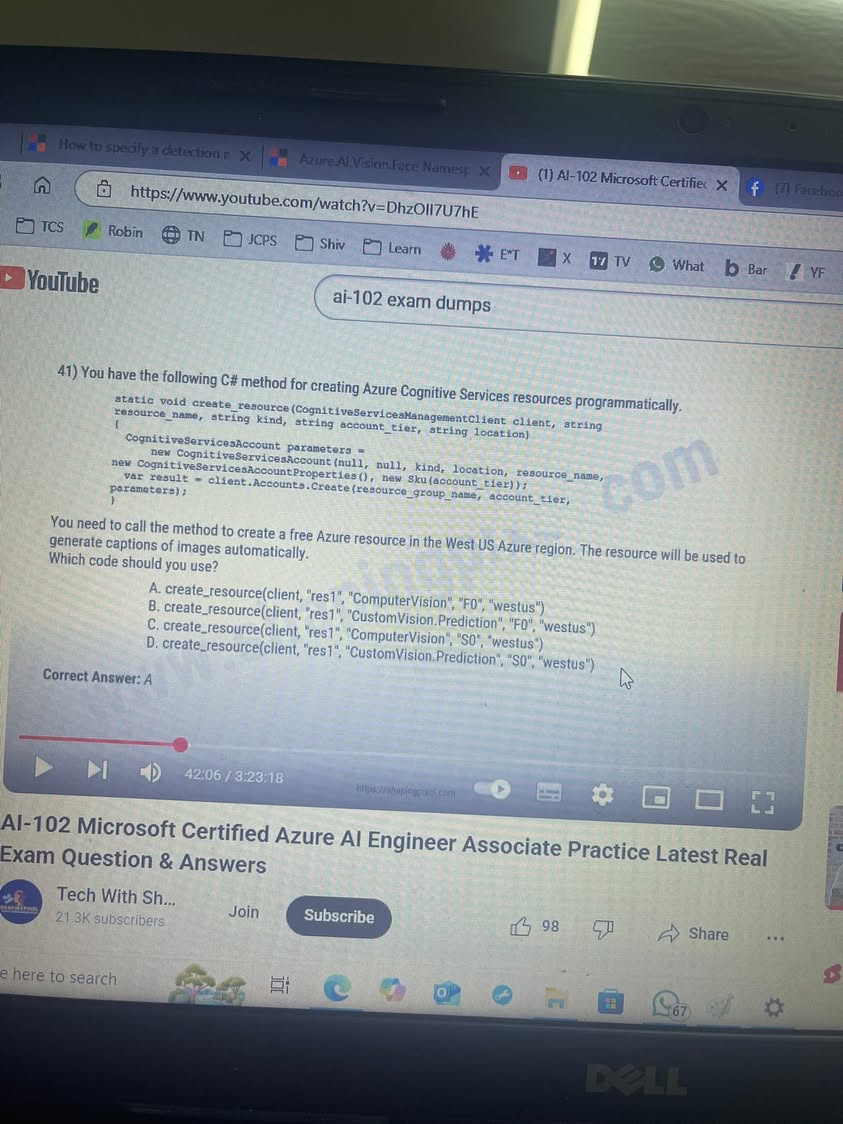 How to specify a detection n
Azure.AI.Vision.Face Namesp
(1) AI-102 Microsoft Certified
(7) Faceboo
https://www.youtube.com/watch?v=DhzOIl7U7hE
TCS
Robin
TN
JCPS
Shiv
Learn
E*T
X
17 TV
What
b Bar
YF
YouTube
ai-102 exam dumps
41) You have the following C# method for creating Azure Cognitive Services resources programmatically.
static void create_resource(CognitiveServicesManagementClient client, string
resource_name, string kind, string account_tier, string location)
{
CognitiveServicesAccount parameters =
new CognitiveServicesAccount(null, null, kind, location, resource_name,
new CognitiveServicesAccountProperties(), new Sku(account_tier));
var result = client.Accounts.Create(resource_group_name, account_tier,
parameters);
}
You need to call the method to create a free Azure resource in the West US Azure region. The resource will be used to
generate captions of images automatically.
Which code should you use?
A. create_resource(client, "res1", "ComputerVision", "F0", "westus")
B. create_resource(client, "res1", "CustomVision.Prediction", "F0", "westus")
C. create_resource(client, "res1", "ComputerVision", "S0", "westus")
D. create_resource(client, "res1", "CustomVision.Prediction", "S0", "westus")
Correct Answer: A
.com
42:06 / 3:23:18
AI-102 Microsoft Certified Azure AI Engineer Associate Practice Latest Real
Exam Question & Answers
Tech With Sh...
21.3K subscribers
Join
Subscribe
98
Share
e here to search
67
DELL